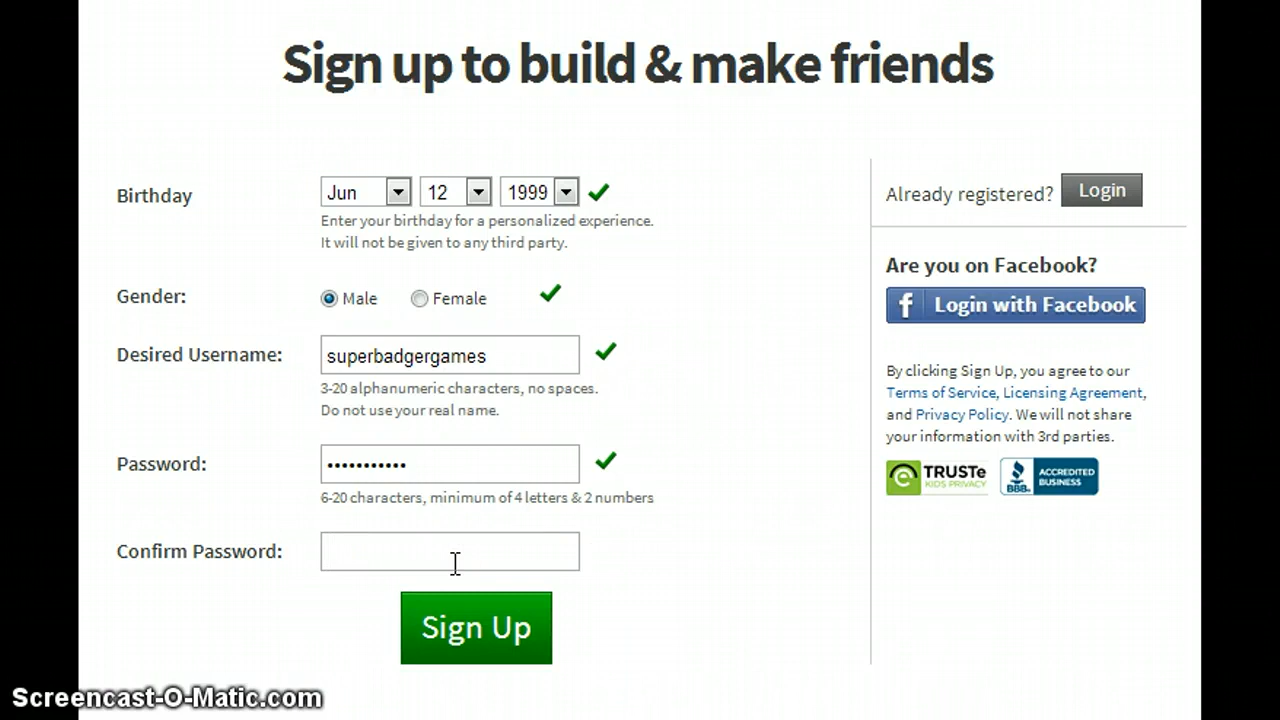 Sign up to build & make friends
Birthday
Jun 12 1999
Enter your birthday for a personalized experience.
It will not be given to any third party.
Gender:
Male Female
Desired Username:
superbadgergames
3-20 alphanumeric characters, no spaces.
Do not use your real name.
Password:
•••••••••••
6-20 characters, minimum of 4 letters & 2 numbers
Confirm Password:
Sign Up
Already registered? Login
Are you on Facebook?
f Login with Facebook
By clicking Sign Up, you agree to our
Terms of Service, Licensing Agreement,
and Privacy Policy. We will not share
your information with 3rd parties.
e TRUSTe
KIDS PRIVACY
BBB. ACCREDITED
BUSINESS
Screencast-O-Matic.com